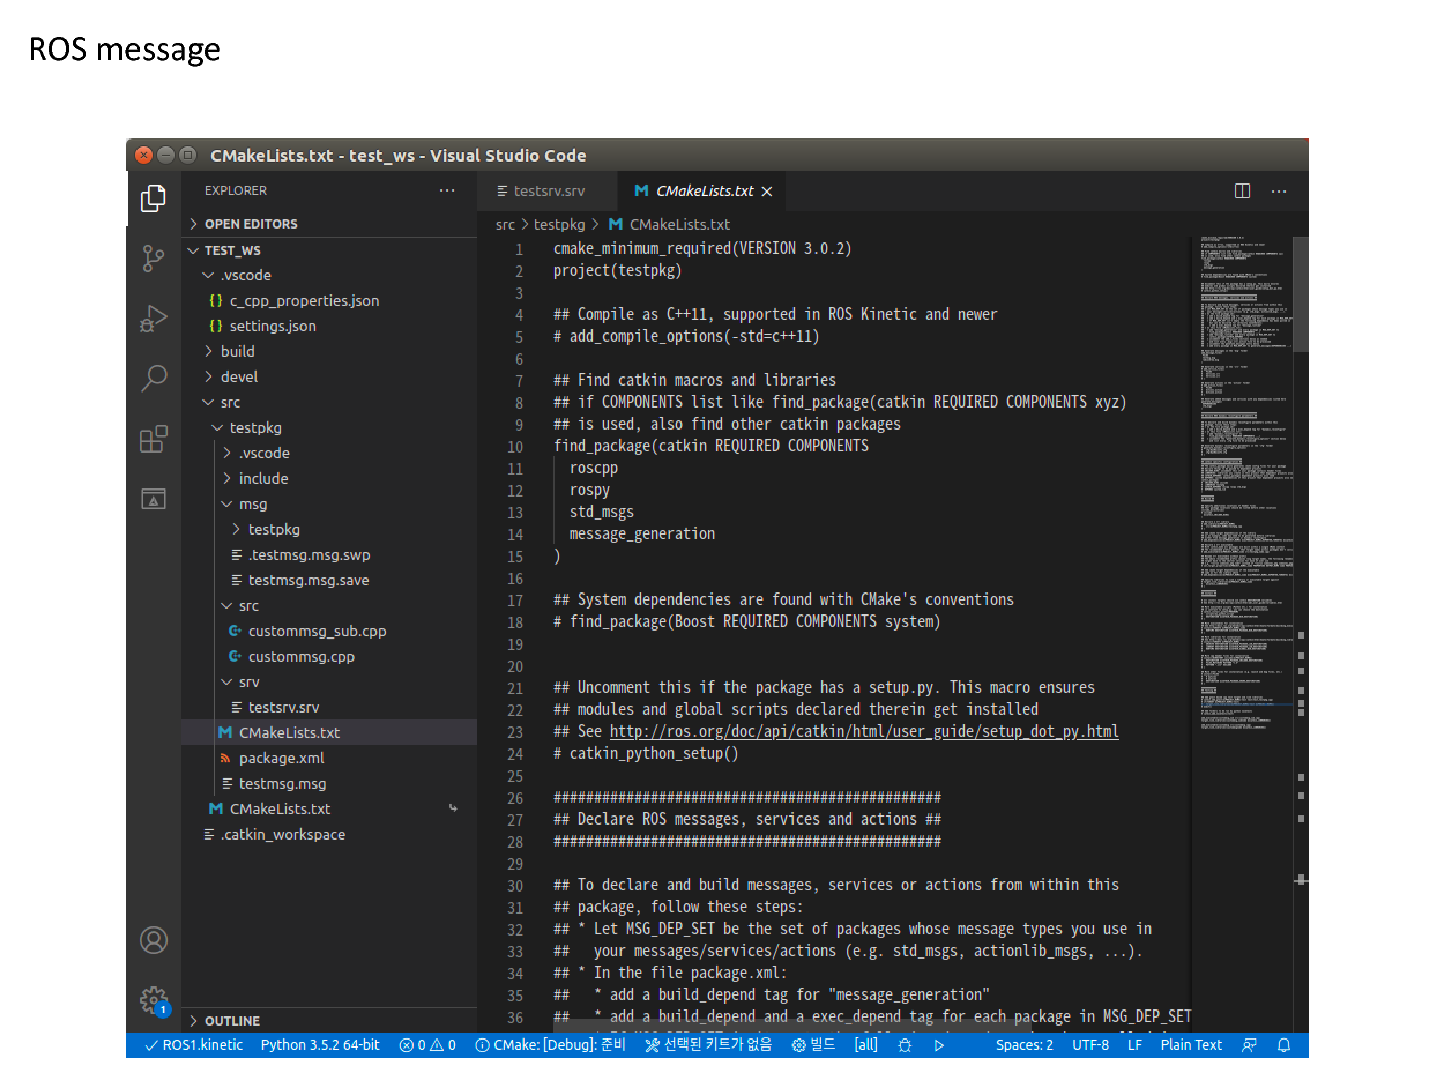 ROS message
CMakeLists.txt - test_ws - Visual Studio Code
EXPLORER
OPEN EDITORS
TEST_WS
.vscode
c_cpp_properties.json
settings.json
build
devel
src
testpkg
.vscode
include
msg
testpkg
.testmsg.msg.swp
testmsg.msg.save
src
custommsg_sub.cpp
custommsg.cpp
srv
testsrv.srv
CMakeLists.txt
package.xml
testmsg.msg
CMakeLists.txt
.catkin_workspace
OUTLINE
testsrv.srv CMakeLists.txt
src > testpkg > CMakeLists.txt
1 cmake_minimum_required(VERSION 3.0.2)
2 project(testpkg)
3
4 ## Compile as C++11, supported in ROS Kinetic and newer
5 # add_compile_options(-std=c++11)
6
7 ## Find catkin macros and libraries
8 ## if COMPONENTS list like find_package(catkin REQUIRED COMPONENTS xyz)
9 ## is used, also find other catkin packages
10 find_package(catkin REQUIRED COMPONENTS
11 roscpp
12 rospy
13 std_msgs
14 message_generation
15 )
16
17 ## System dependencies are found with CMake's conventions
18 # find_package(Boost REQUIRED COMPONENTS system)
19
20
21 ## Uncomment this if the package has a setup.py. This macro ensures
22 ## modules and global scripts declared therein get installed
23 ## See http://ros.org/doc/api/catkin/html/user_guide/setup_dot_py.html
24 # catkin_python_setup()
25
26 ################################################
27 ## Declare ROS messages, services and actions ##
28 ################################################
29
30 ## To declare and build messages, services or actions from within this
31 ## package, follow these steps:
32 ## * Let MSG_DEP_SET be the set of packages whose message types you use in
33 ## your messages/services/actions (e.g. std_msgs, actionlib_msgs, ...).
34 ## * In the file package.xml:
35 ## * add a build_depend tag for "message_generation"
36 ## * add a build_depend and a exec_depend tag for each package in MSG_DEP_SET
1
ROS1.kinetic Python 3.5.2 64-bit 0 0 CMake: [Debug]: 준비 선택된 키트가 없음 빌드 [all] Spaces: 2 UTF-8 LF Plain Text